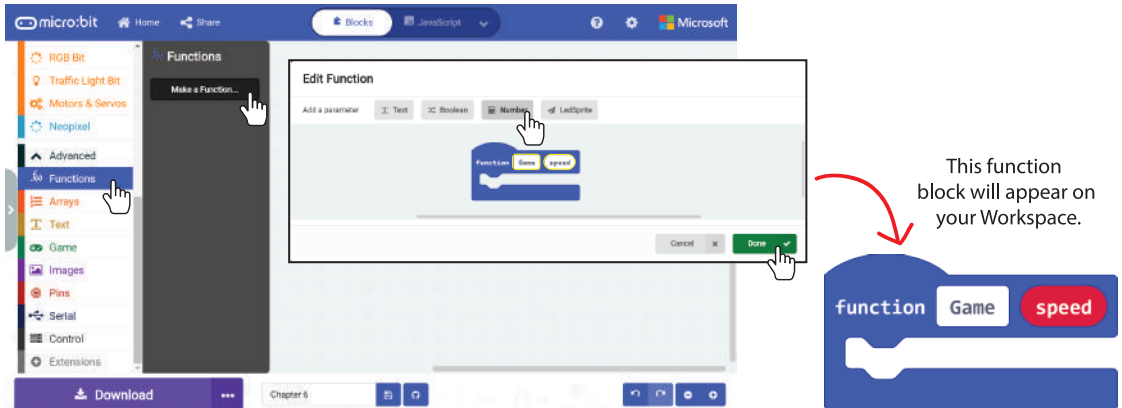 micro:bit Home Share Blocks JavaScript Microsoft
RGB Bit
Traffic Light Bit
Motors & Servos
Neopixel
Advanced
Functions
Arrays
Text
Game
Images
Pins
Serial
Control
Extensions
Functions
Make a Function...
Edit Function
Add a parameter Text Boolean Number LedSprite
function Game speed
Cancel Done
This function
block will appear on
your Workspace.
function Game speed
Download ... Chapter 6